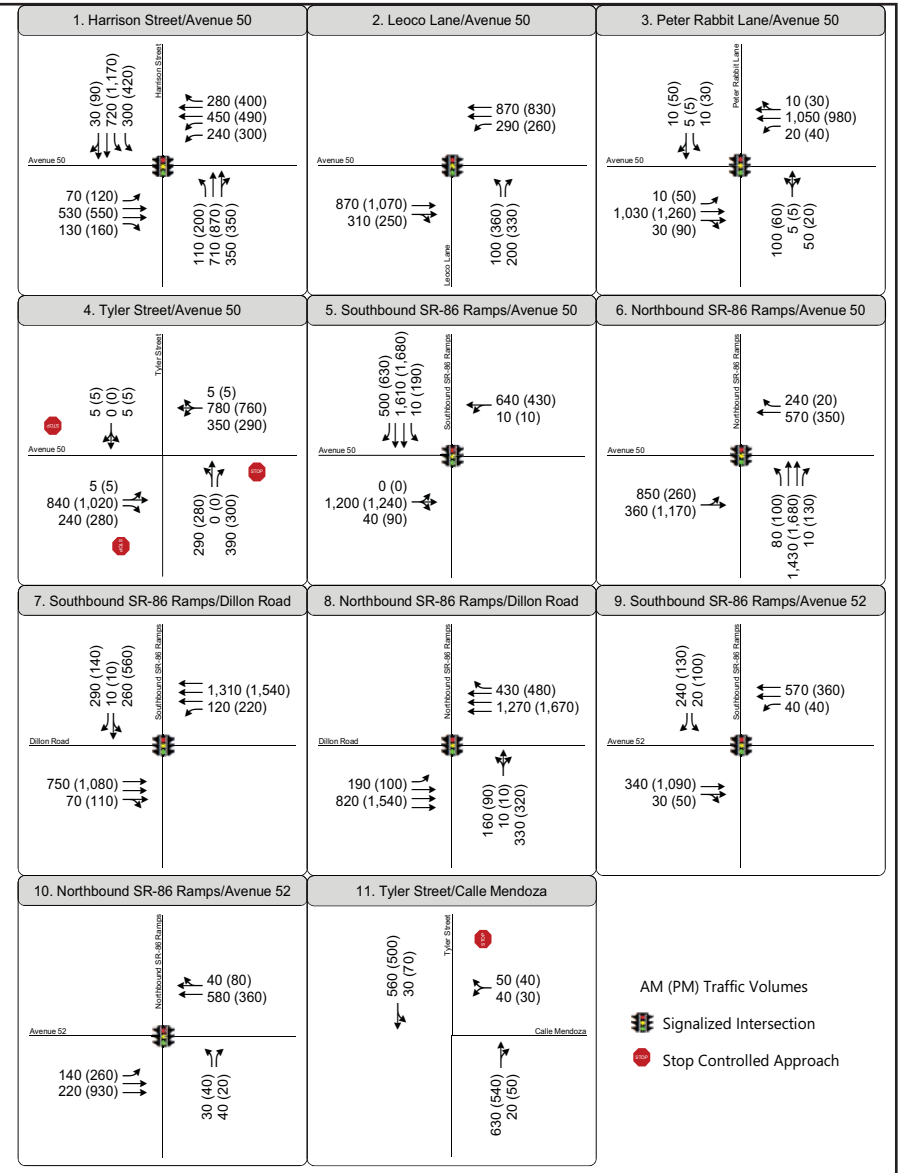 1. Harrison Street/Avenue 50
30 (90)
720 (1,170)
300 (420)
Harrison Street
280 (400)
450 (490)
240 (300)
Avenue 50
70 (120)
530 (550)
130 (160)
110 (200)
710 (870)
350 (350)
2. Leoco Lane/Avenue 50
870 (830)
290 (260)
Avenue 50
870 (1,070)
310 (250)
Leoco Lane
100 (360)
200 (330)
3. Peter Rabbit Lane/Avenue 50
10 (50)
5 (5)
10 (30)
Peter Rabbit Lane
10 (30)
1,050 (980)
20 (40)
Avenue 50
10 (50)
1,030 (1,260)
30 (90)
100 (60)
5 (5)
50 (20)
4. Tyler Street/Avenue 50
5 (5)
0 (0)
5 (5)
Tyler Street
5 (5)
780 (760)
350 (290)
STOP
Avenue 50
STOP
5 (5)
840 (1,020)
240 (280)
STOP
290 (280)
0 (0)
390 (300)
5. Southbound SR-86 Ramps/Avenue 50
500 (630)
1,610 (1,680)
10 (190)
Southbound SR-86 Ramps
640 (430)
10 (10)
Avenue 50
0 (0)
1,200 (1,240)
40 (90)
6. Northbound SR-86 Ramps/Avenue 50
Northbound SR-86 Ramps
240 (20)
570 (350)
Avenue 50
850 (260)
360 (1,170)
80 (100)
1,430 (1,680)
10 (130)
7. Southbound SR-86 Ramps/Dillon Road
290 (140)
10 (10)
260 (560)
Southbound SR-86 Ramps
1,310 (1,540)
120 (220)
Dillon Road
750 (1,080)
70 (110)
8. Northbound SR-86 Ramps/Dillon Road
Northbound SR-86 Ramps
430 (480)
1,270 (1,670)
Dillon Road
190 (100)
820 (1,540)
160 (90)
10 (10)
330 (320)
9. Southbound SR-86 Ramps/Avenue 52
240 (130)
20 (100)
Southbound SR-86 Ramps
570 (360)
40 (40)
Avenue 52
340 (1,090)
30 (50)
10. Northbound SR-86 Ramps/Avenue 52
Northbound SR-86 Ramps
40 (80)
580 (360)
Avenue 52
140 (260)
220 (930)
30 (40)
40 (20)
11. Tyler Street/Calle Mendoza
560 (500)
30 (70)
Tyler Street
STOP
50 (40)
40 (30)
Calle Mendoza
630 (540)
20 (50)
AM (PM) Traffic Volumes
Signalized Intersection
STOP
Stop Controlled Approach